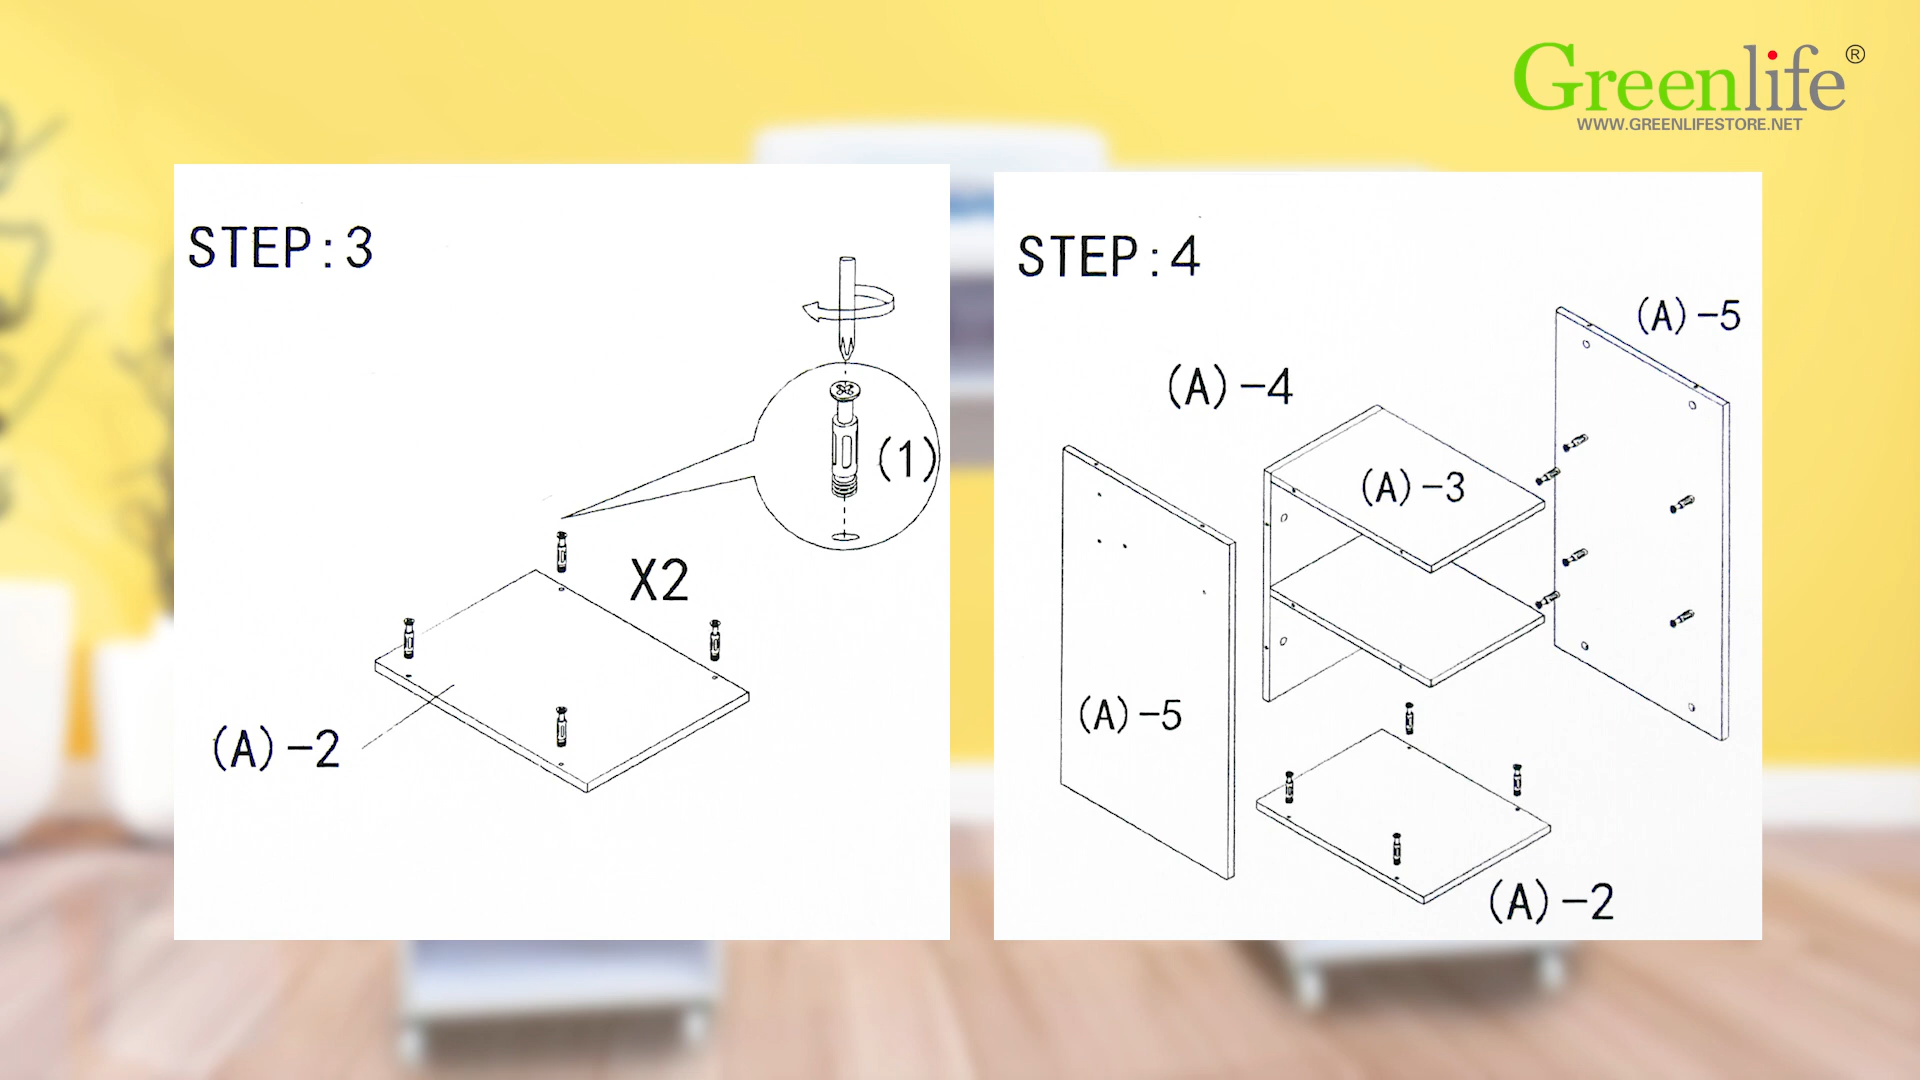 Greenlife®
WWW.GREENLIFESTORE.NET
STEP:3
(1)
X2
(A)-2
STEP:4
(A)-5
(A)-4
(A)-3
(A)-5
(A)-2